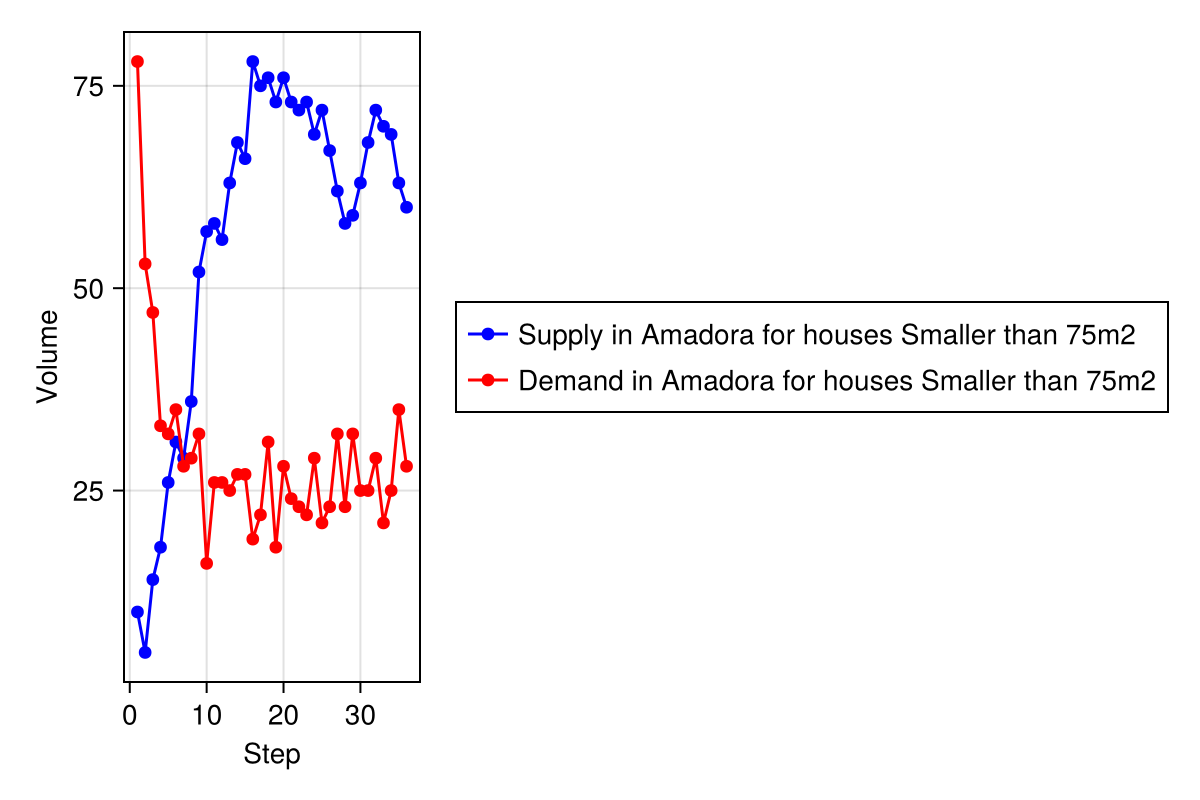 75
50
25
Volume
0 10 20 30
Step
Supply in Amadora for houses Smaller than 75m2
Demand in Amadora for houses Smaller than 75m2